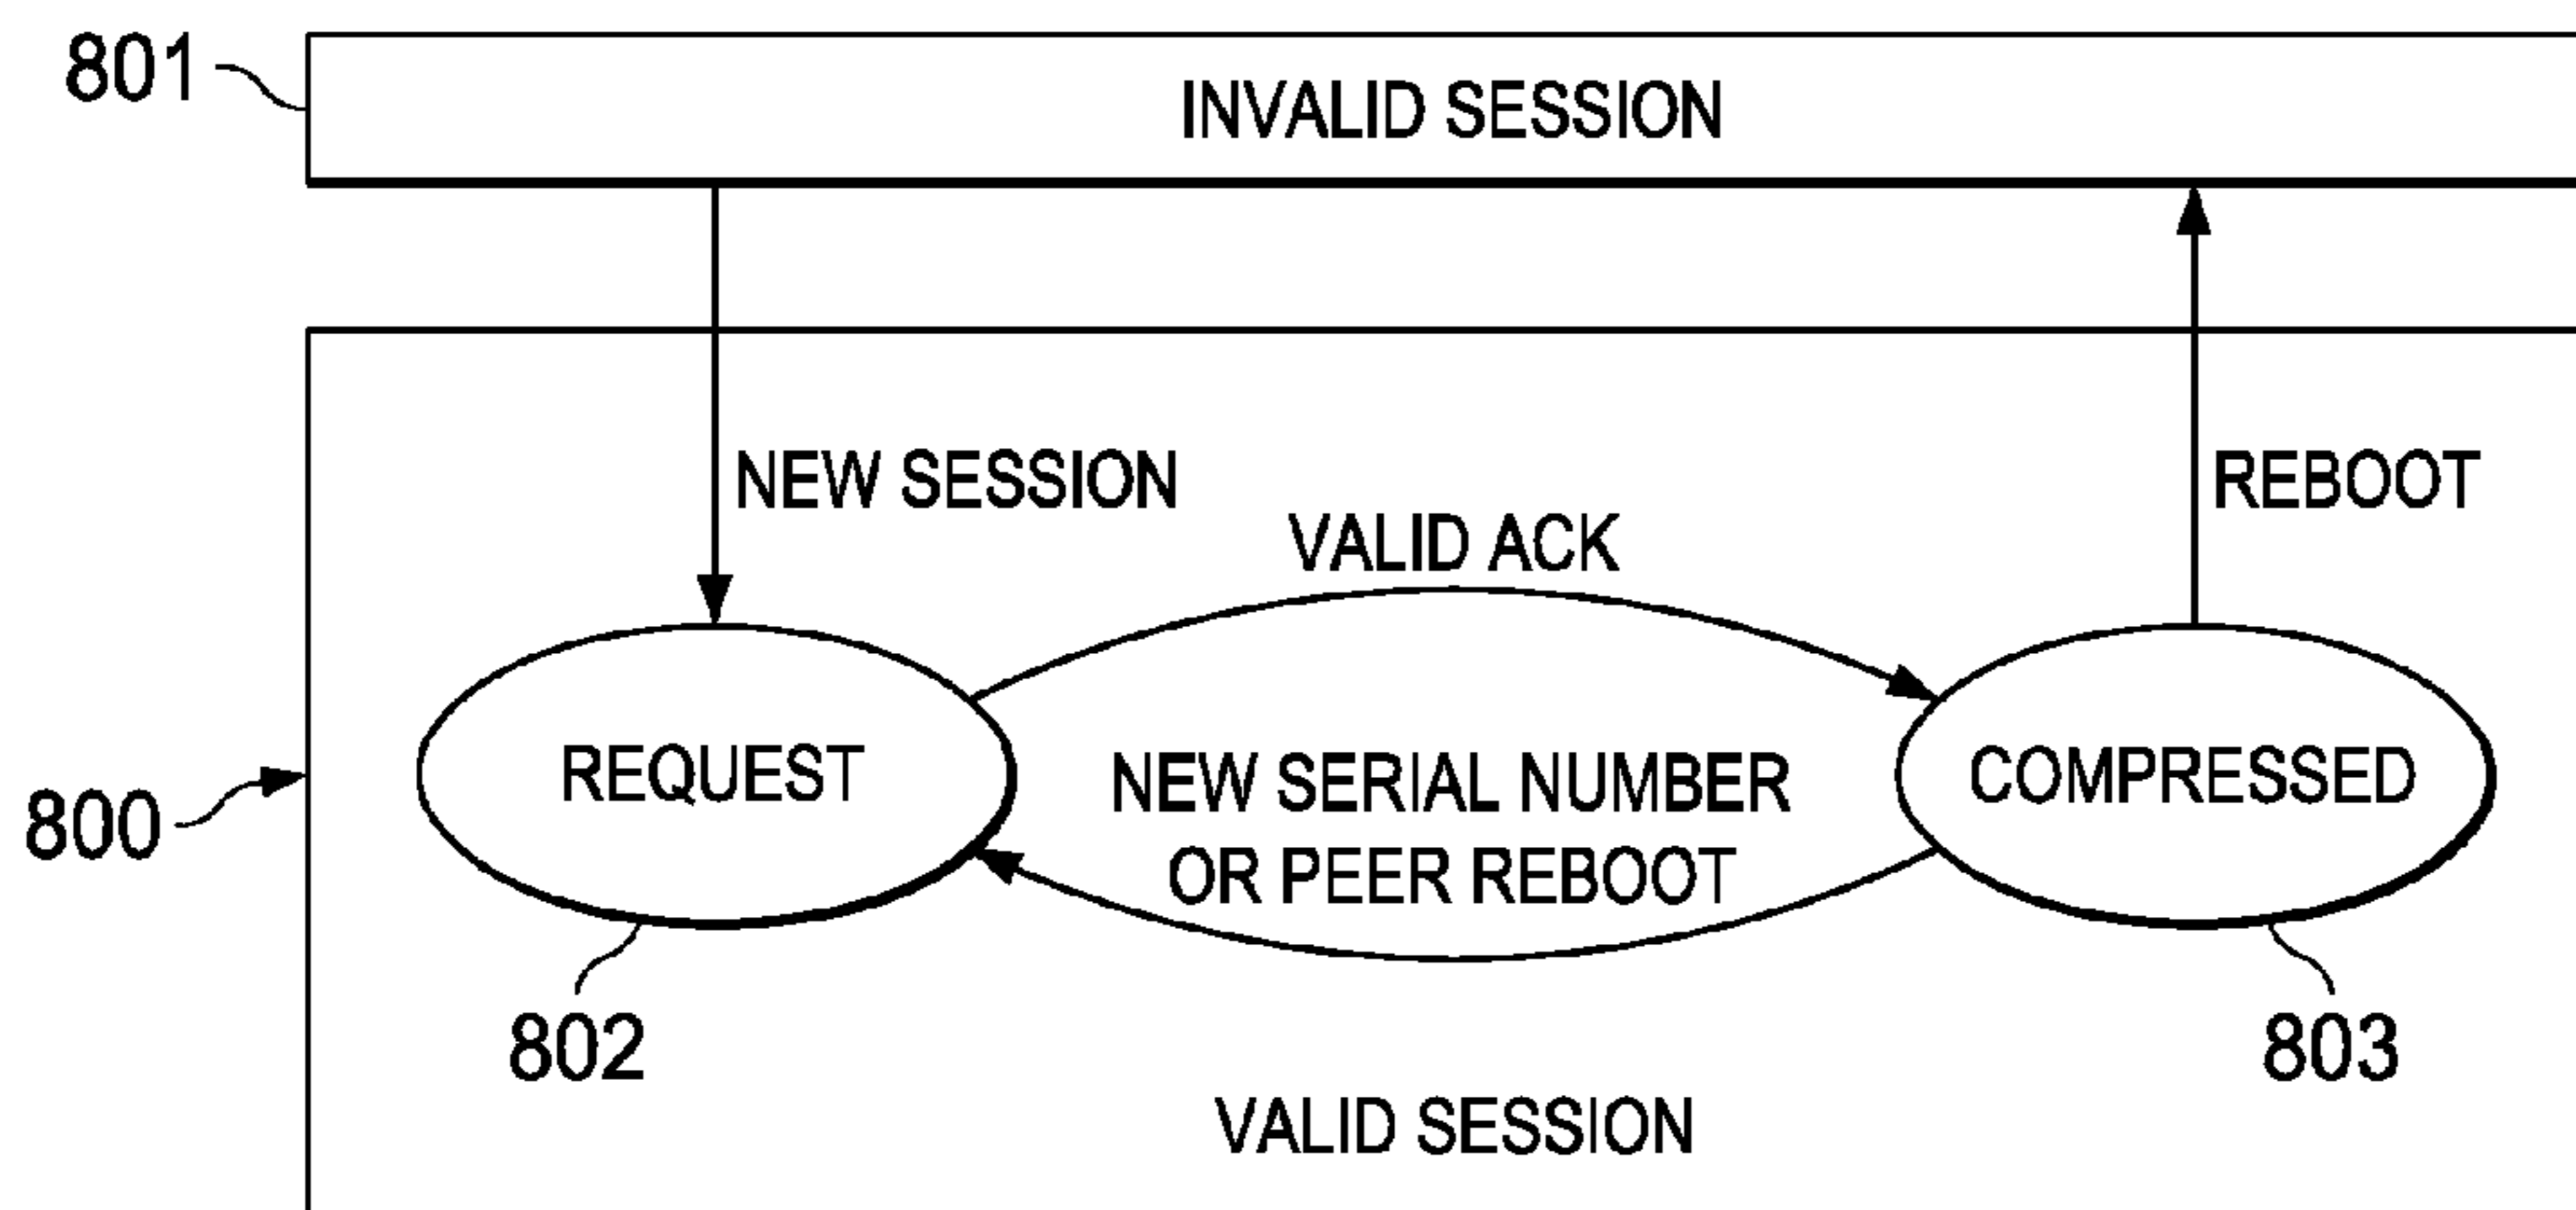 801
INVALID SESSION
NEW SESSION
REBOOT
VALID ACK
REQUEST
NEW SERIAL NUMBER
OR PEER REBOOT
COMPRESSED
800
802
803
VALID SESSION